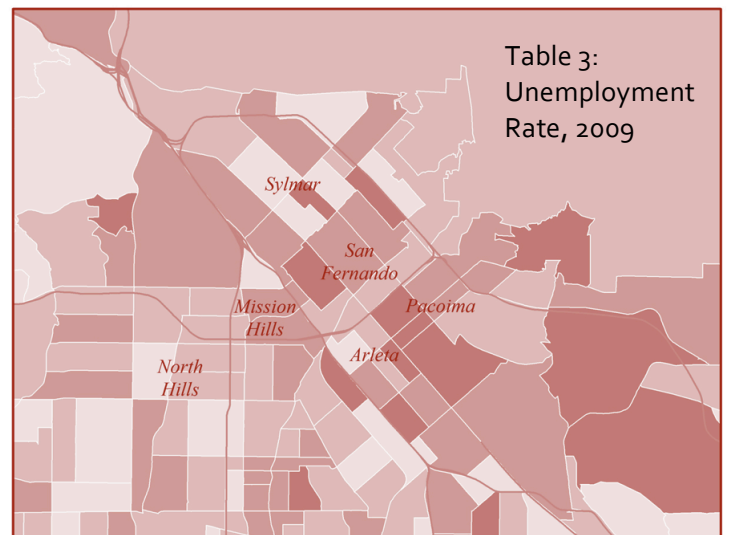 Table 3:
Unemployment
Rate, 2009
Sylmar
San
Fernando
Mission
Hills
Pacoima
Arleta
North
Hills